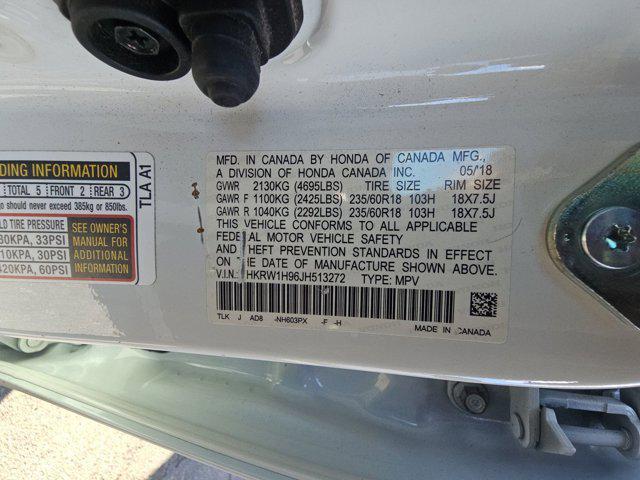 DING INFORMATION
TOTAL 5 FRONT 2 REAR 3
go should never exceed 385kg or 850lbs.
LD TIRE PRESSURE
30KPA, 33PSI
10KPA, 30PSI
420KPA, 60PSI
SEE OWNER'S
MANUAL FOR
ADDITIONAL
INFORMATION
TLA A1
MFD. IN CANADA BY HONDA OF CANADA MFG.,
A DIVISION OF HONDA CANADA INC. 05/18
GVWR 2130KG (4695LBS) TIRE SIZE RIM SIZE
GAWR F 1100KG (2425LBS) 235/60R18 103H 18X7.5J
GAWR R 1040KG (2292LBS) 235/60R18 103H 18X7.5J
THIS VEHICLE CONFORMS TO ALL APPLICABLE
FEDERAL MOTOR VEHICLE SAFETY
AND THEFT PREVENTION STANDARDS IN EFFECT
ON THE DATE OF MANUFACTURE SHOWN ABOVE.
V.I.N. HKRW1H96JH513272 TYPE: MPV
TLK J AD8 -NH603PX -F H
MADE IN CANADA